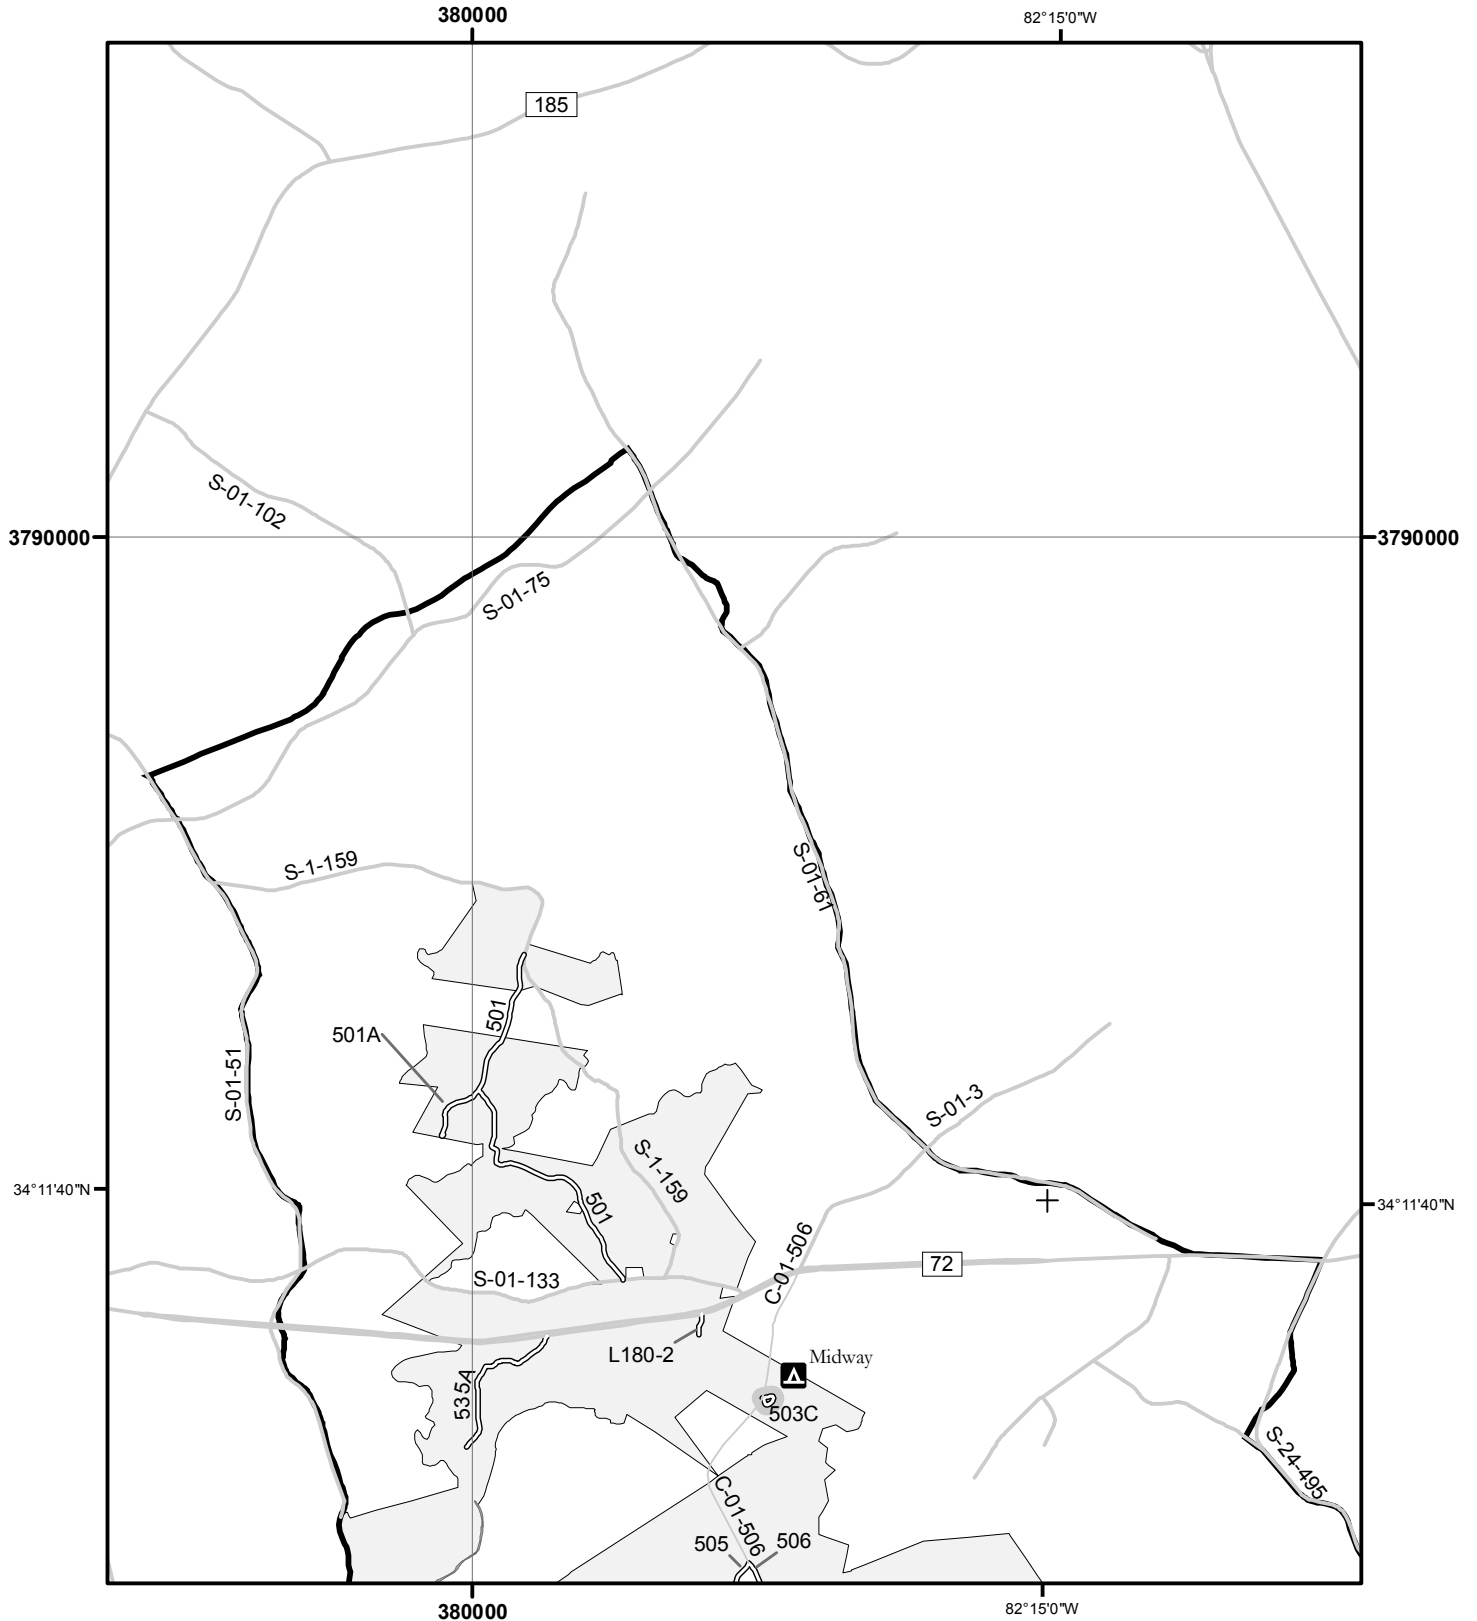 380000
82°15'0"W
185
S-01-102
3790000
3790000
S-01-75
S-1-159
S-01-61
501
501A
S-01-51
S-01-3
S-1-159
34°11'40"N
34°11'40"N
501
C-01-506
72
S-01-133
L180-2
Midway
535A
503C
S-24-495
C-01-506
505
506
380000
82°15'0"W